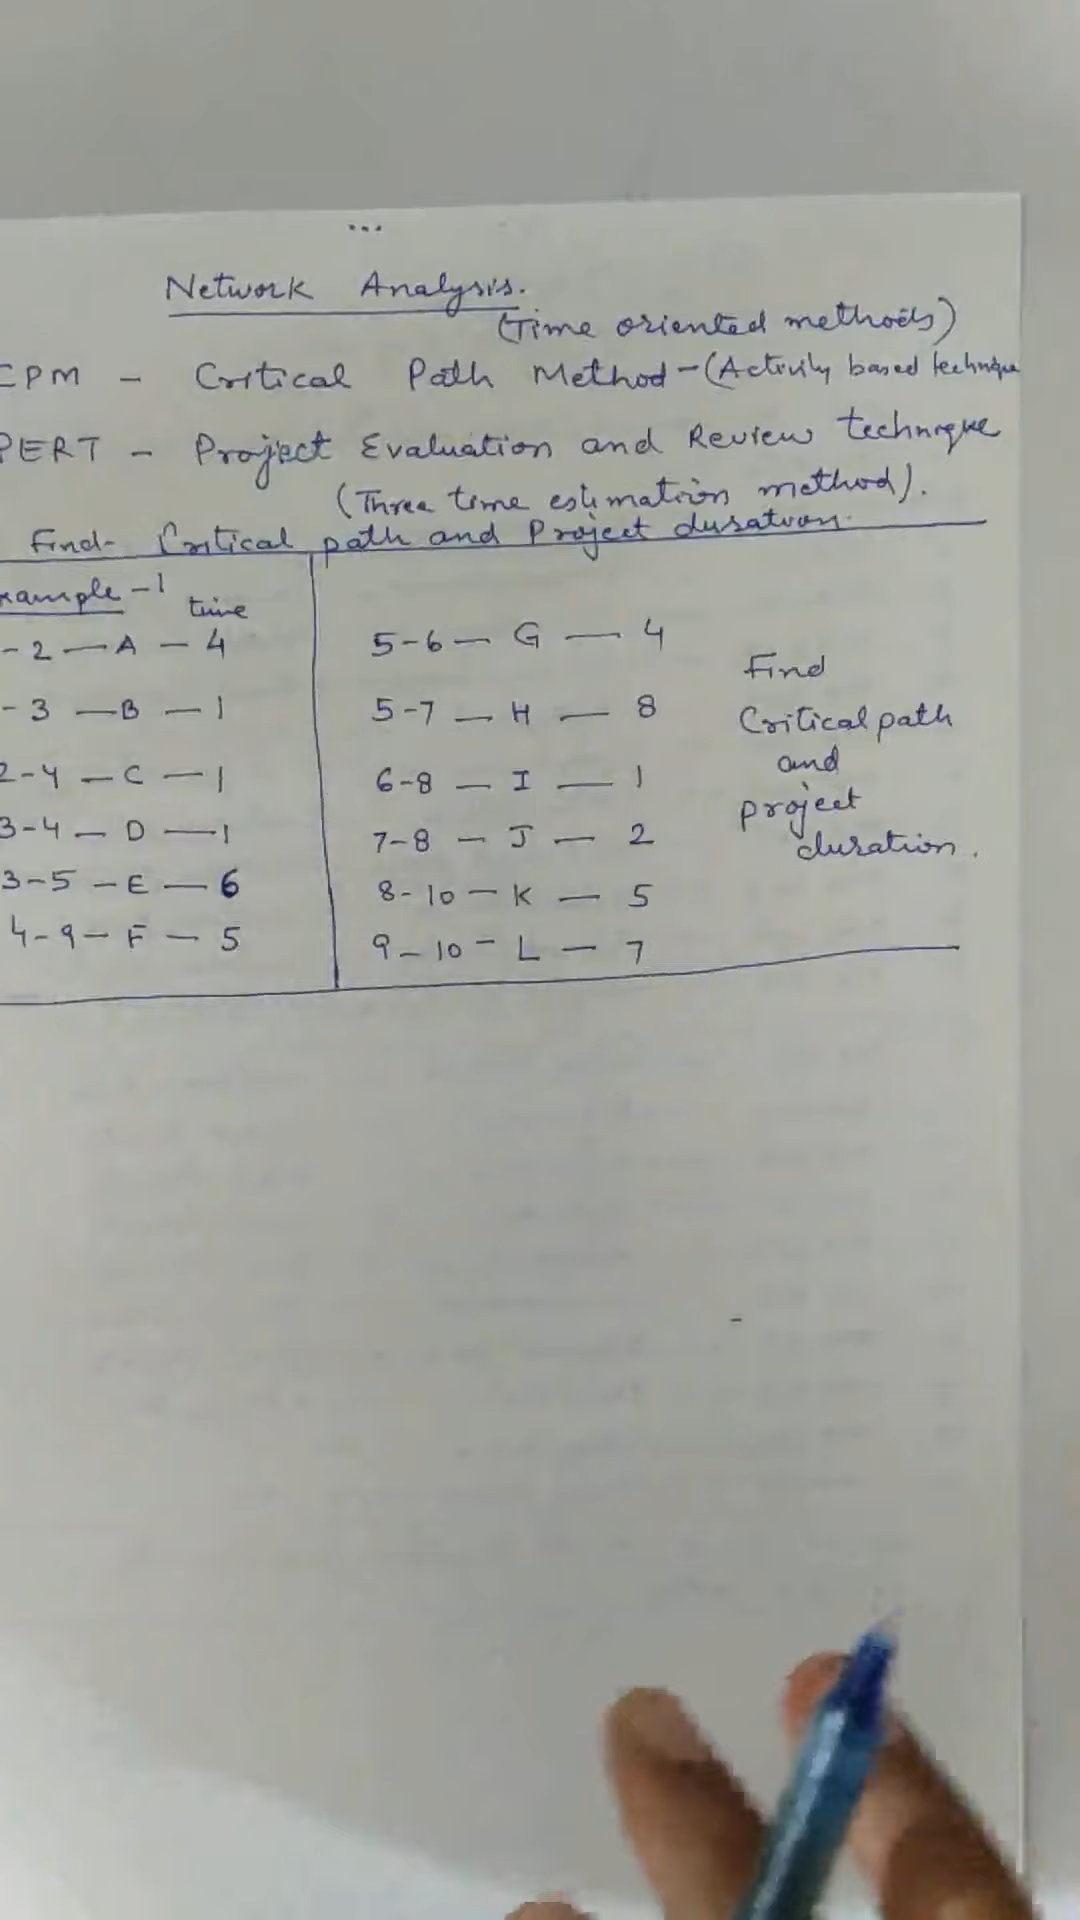 ...
Network Analysis.
(Time oriented methods)
CPM - Critical Path Method - (Activity based technique
PERT - Project Evaluation and Review technique
(Three time estimation method).
Find- Critical path and Project duration.
xample-1 time
-2 — A — 4
-3 — B — 1
2-4 — C — 1
3-4 — D — 1
3-5 — E — 6
4-9 — F — 5
5-6 — G — 4
5-7 — H — 8
6-8 — I — 1
7-8 — J — 2
8-10 — K — 5
9-10 — L — 7
Find
Critical path
and
project
duration.